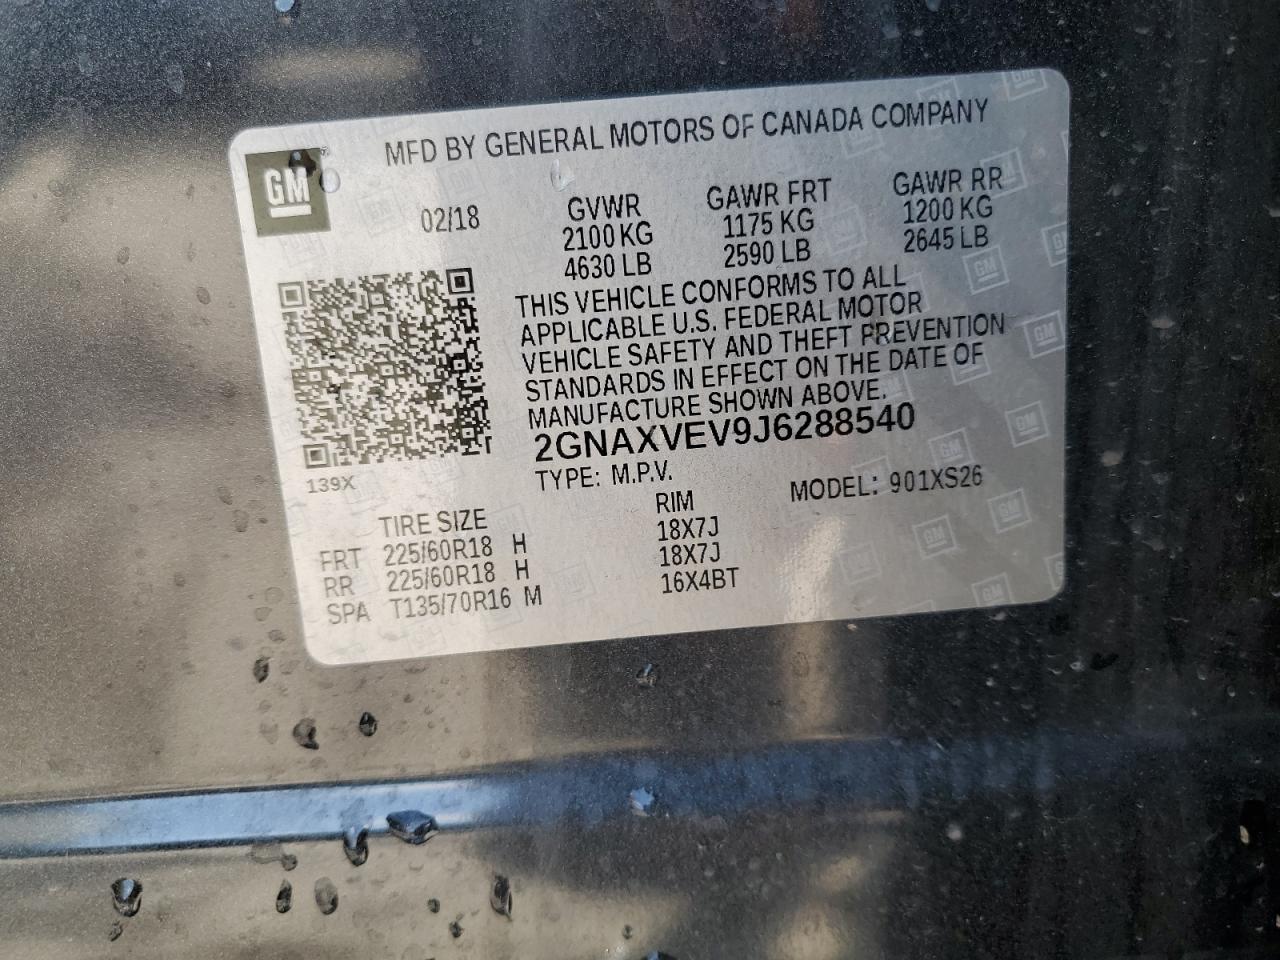 MFD BY GENERAL MOTORS OF CANADA COMPANY
GM
02/18
GVWR GAWR FRT GAWR RR
2100 KG 1175 KG 1200 KG
4630 LB 2590 LB 2645 LB
THIS VEHICLE CONFORMS TO ALL
APPLICABLE U.S. FEDERAL MOTOR
VEHICLE SAFETY AND THEFT PREVENTION
STANDARDS IN EFFECT ON THE DATE OF
MANUFACTURE SHOWN ABOVE.
2GNAXVEV9J6288540
139X
TYPE: M.P.V. MODEL: 901XS26
TIRE SIZE RIM
FRT 225/60R18 H 18X7J
RR 225/60R18 H 18X7J
SPA T135/70R16 M 16X4BT